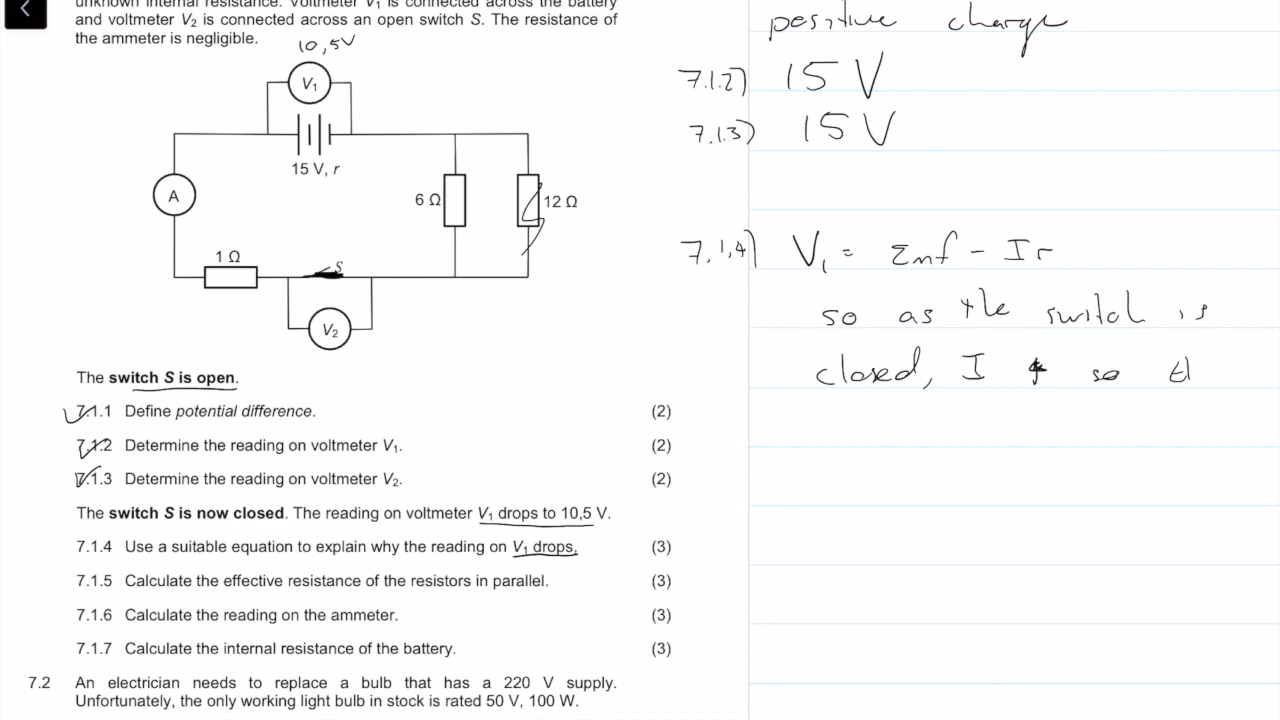 unknown internal resistance. Voltmeter V₁ is connected across the battery
and voltmeter V₂ is connected across an open switch S. The resistance of
the ammeter is negligible.
10,5V
V₁
15 V, r
A
6 Ω
12 Ω
1 Ω
S
V₂
The switch S is open.
7.1.1 Define potential difference. (2)
7.1.2 Determine the reading on voltmeter V₁. (2)
7.1.3 Determine the reading on voltmeter V₂. (2)
The switch S is now closed. The reading on voltmeter V₁ drops to 10,5 V.
7.1.4 Use a suitable equation to explain why the reading on V₁ drops. (3)
7.1.5 Calculate the effective resistance of the resistors in parallel. (3)
7.1.6 Calculate the reading on the ammeter. (3)
7.1.7 Calculate the internal resistance of the battery. (3)
7.2 An electrician needs to replace a bulb that has a 220 V supply.
Unfortunately, the only working light bulb in stock is rated 50 V, 100 W.
positive charge
7.1.2) 15 V
7.1.3) 15 V
7.1.4) V₁ = Emf - Ir
so as the switch is
closed, I so